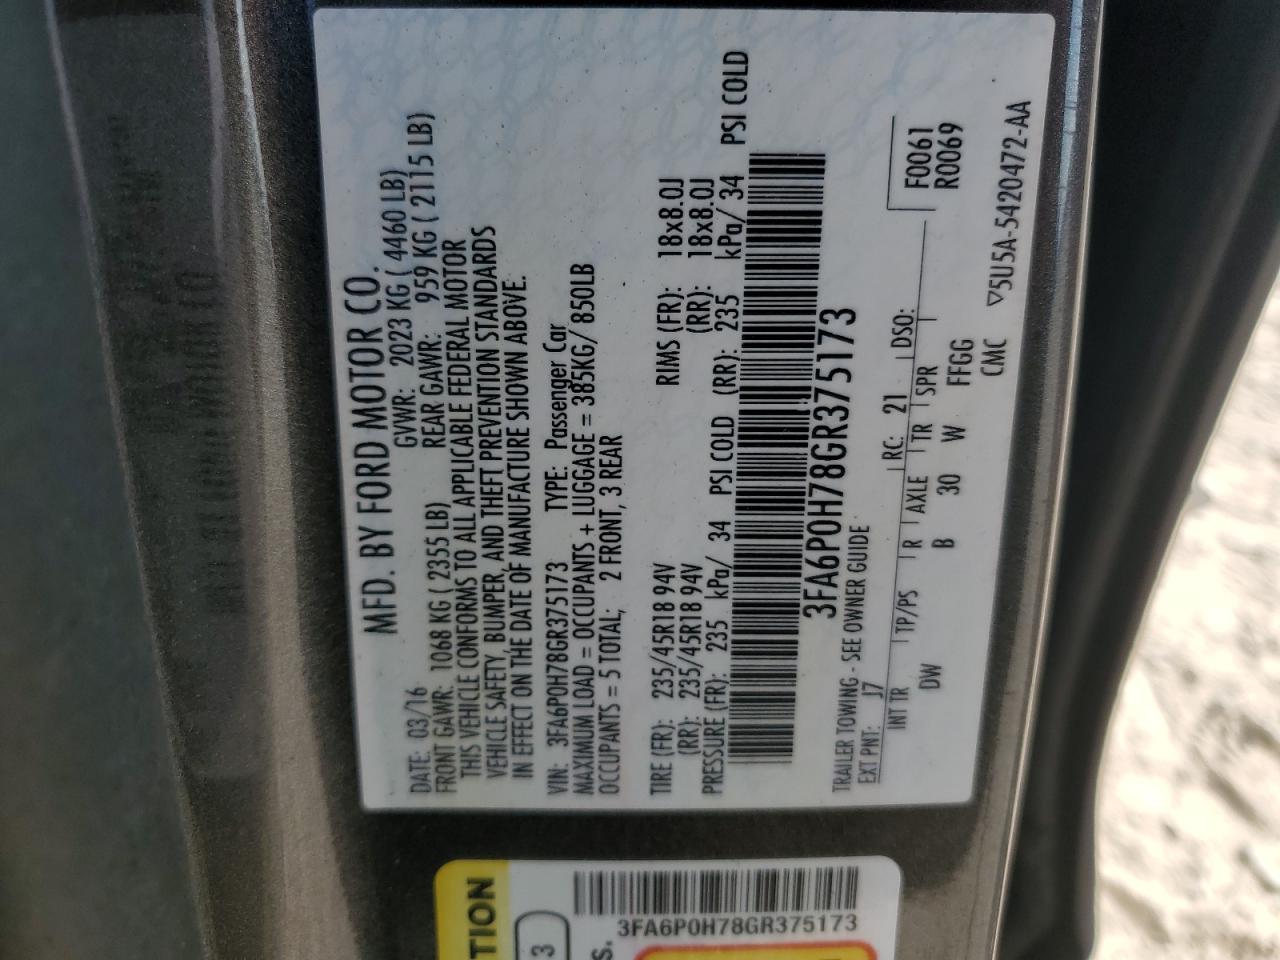 MFD. BY FORD MOTOR CO.
DATE: 03/16 GVWR: 2023 KG ( 4460 LB)
FRONT GAWR: 1068 KG ( 2355 LB) REAR GAWR: 959 KG ( 2115 LB)
THIS VEHICLE CONFORMS TO ALL APPLICABLE FEDERAL MOTOR
VEHICLE SAFETY, BUMPER, AND THEFT PREVENTION STANDARDS
IN EFFECT ON THE DATE OF MANUFACTURE SHOWN ABOVE.
VIN: 3FA6P0H78GR375173 TYPE: Passenger Car
MAXIMUM LOAD = OCCUPANTS + LUGGAGE = 385KG/ 850LB
OCCUPANTS = 5 TOTAL; 2 FRONT, 3 REAR
TIRE (FR): 235/45R18 94V RIMS (FR): 18x8.0J
(RR): 235/45R18 94V (RR): 18x8.0J
PRESSURE (FR): 235 kPa/ 34 PSI COLD (RR): 235 kPa/ 34 PSI COLD
3FA6P0H78GR375173
TRAILER TOWING - SEE OWNER GUIDE
EXT PNT: J7 RC: 21 DSO:
F0061
R0069
INT TR TP/PS R AXLE TR SPR
DW B 30 W FFGG
CMC
▽5U5A-5420472-AA
TION
3
S.
3FA6P0H78GR375173